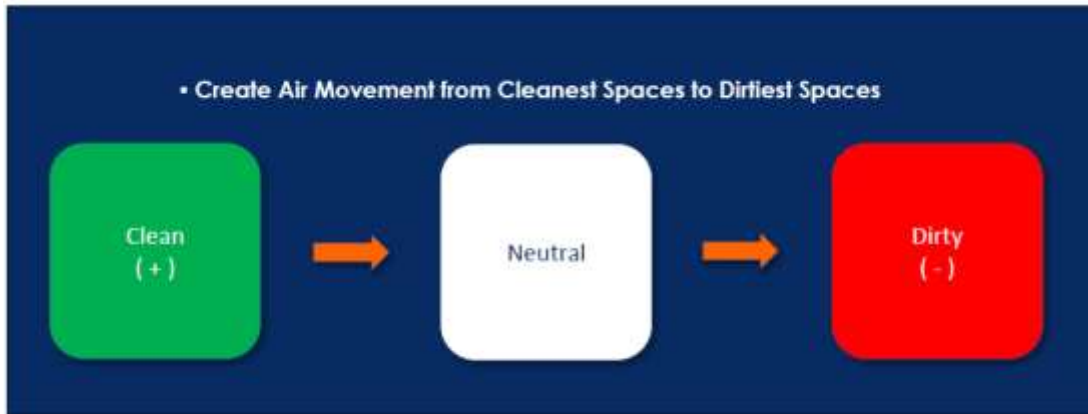 ▪ Create Air Movement from Cleanest Spaces to Dirtiest Spaces
Clean
( + )
Neutral
Dirty
( - )